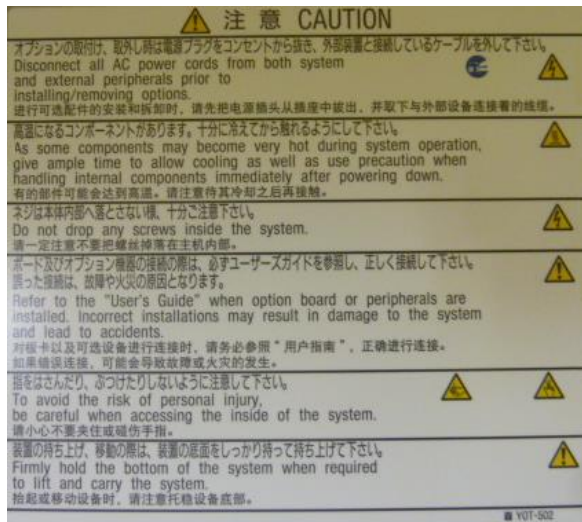 注 意 CAUTION
オプションの取付け、取外し時は電源プラグをコンセントから抜き、外部装置と接続しているケーブルを外して下さい。
Disconnect all AC power cords from both system
and external peripherals prior to
installing/removing options.
进行可选配件的安装和拆卸时，请先把电源插头从插座中拔出，并取下与外部设备连接着的线缆。
高温になるコンポーネントがあります。十分に冷えてから触れるようにして下さい。
As some components may become very hot during system operation,
give ample time to allow cooling as well as use precaution when
handling internal components immediately after powering down.
有的部件可能会达到高温。请注意待其冷却之后再接触。
ネジは本体内部へ落とさない様、十分ご注意下さい。
Do not drop any screws inside the system.
请一定注意不要把螺丝掉落在主机内部。
ボード及びオプション機器の接続の際は、必ずユーザーズガイドを参照し、正しく接続して下さい。
誤った接続は、故障や火災の原因となります。
Refer to the "User's Guide" when option board or peripherals are
installed. Incorrect installations may result in damage to the system
and lead to accidents.
对板卡以及可选设备进行连接时，请务必参照"用户指南"，正确进行连接。
如果错误连接，可能会导致故障或火灾的发生。
指をはさんだり、ぶつけたりしないように注意して下さい。
To avoid the risk of personal injury,
be careful when accessing the inside of the system.
请小心不要夹住或碰伤手指。
装置の持ち上げ、移動の際は、装置の底面をしっかり持って持ち上げて下さい。
Firmly hold the bottom of the system when required
to lift and carry the system.
抬起或移动设备时，请注意托稳设备底部。
YOT-502